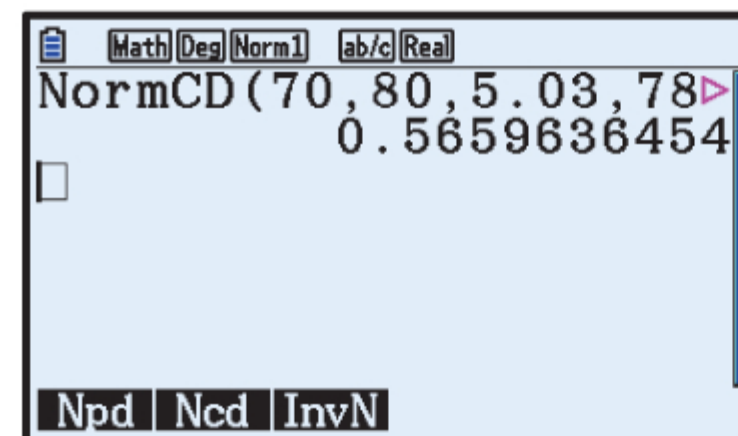 Math Deg Norm1 ab/c Real
NormCD(70,80,5.03,78▷
0.5659636454
Npd Ncd InvN